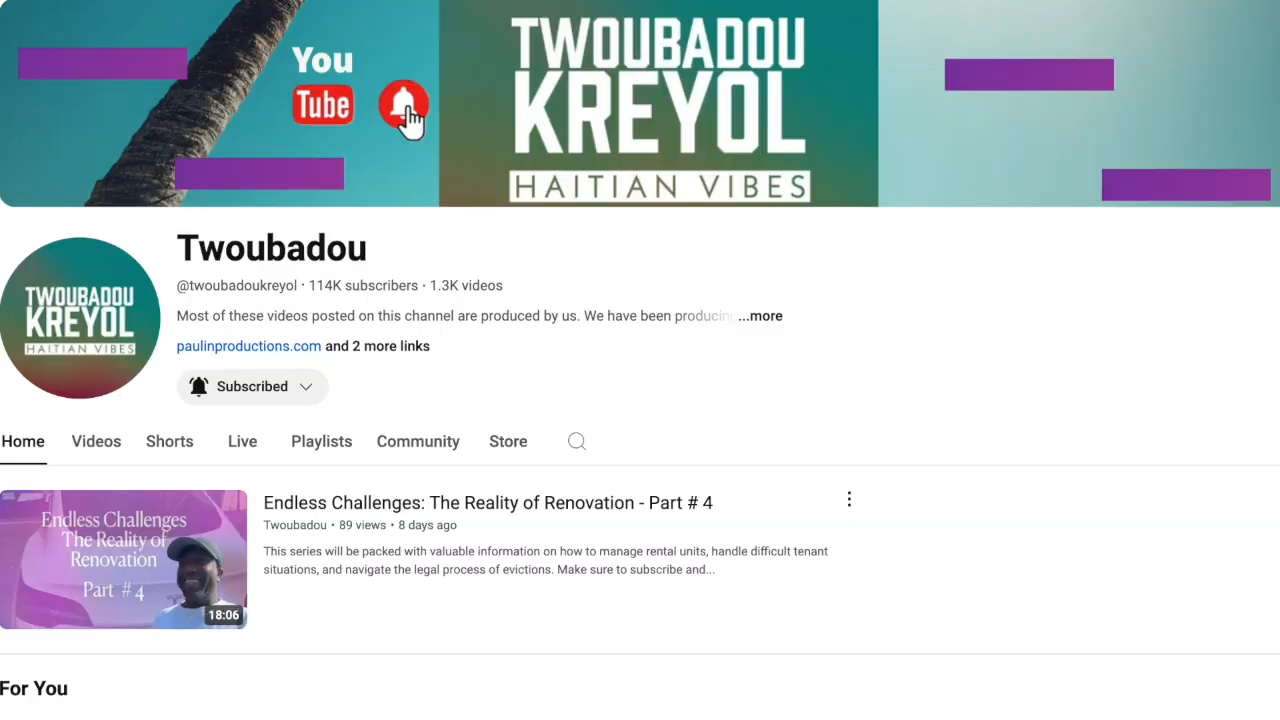 You
Tube
TWOUBADOU
KREYOL
HAITIAN VIBES
TWOUBADOU
KREYOL
HAITIAN VIBES
Twoubadou
@twoubadoukreyol · 114K subscribers · 1.3K videos
Most of these videos posted on this channel are produced by us. We have been producing ...more
paulinproductions.com and 2 more links
Subscribed
Home Videos Shorts Live Playlists Community Store
Endless Challenges
The Reality of
Renovation
Part # 4
18:06
Endless Challenges: The Reality of Renovation - Part # 4
Twoubadou • 89 views • 8 days ago
This series will be packed with valuable information on how to manage rental units, handle difficult tenant
situations, and navigate the legal process of evictions. Make sure to subscribe and...
For You